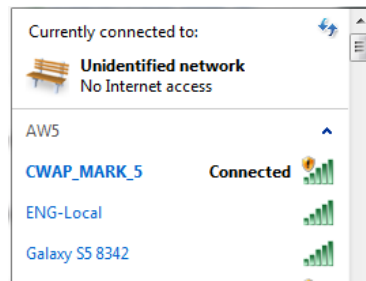 Currently connected to:
Unidentified network
No Internet access
AW5
CWAP_MARK_5 Connected
ENG-Local
Galaxy S5 8342